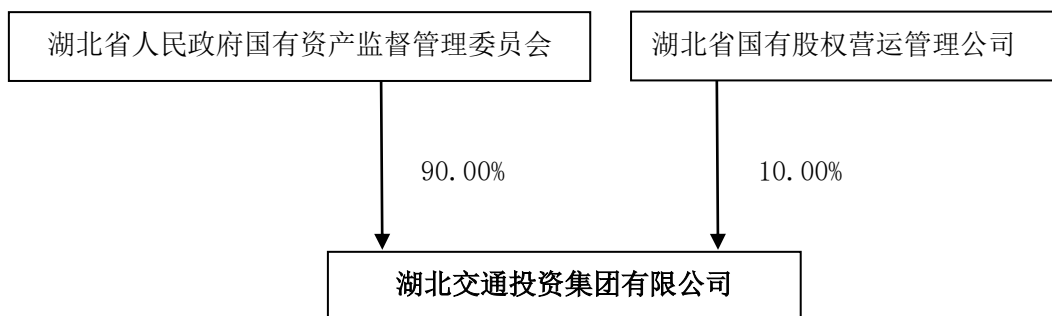 湖北省人民政府国有资产监督管理委员会
湖北省国有股权营运管理公司
90.00%
10.00%
湖北交通投资集团有限公司